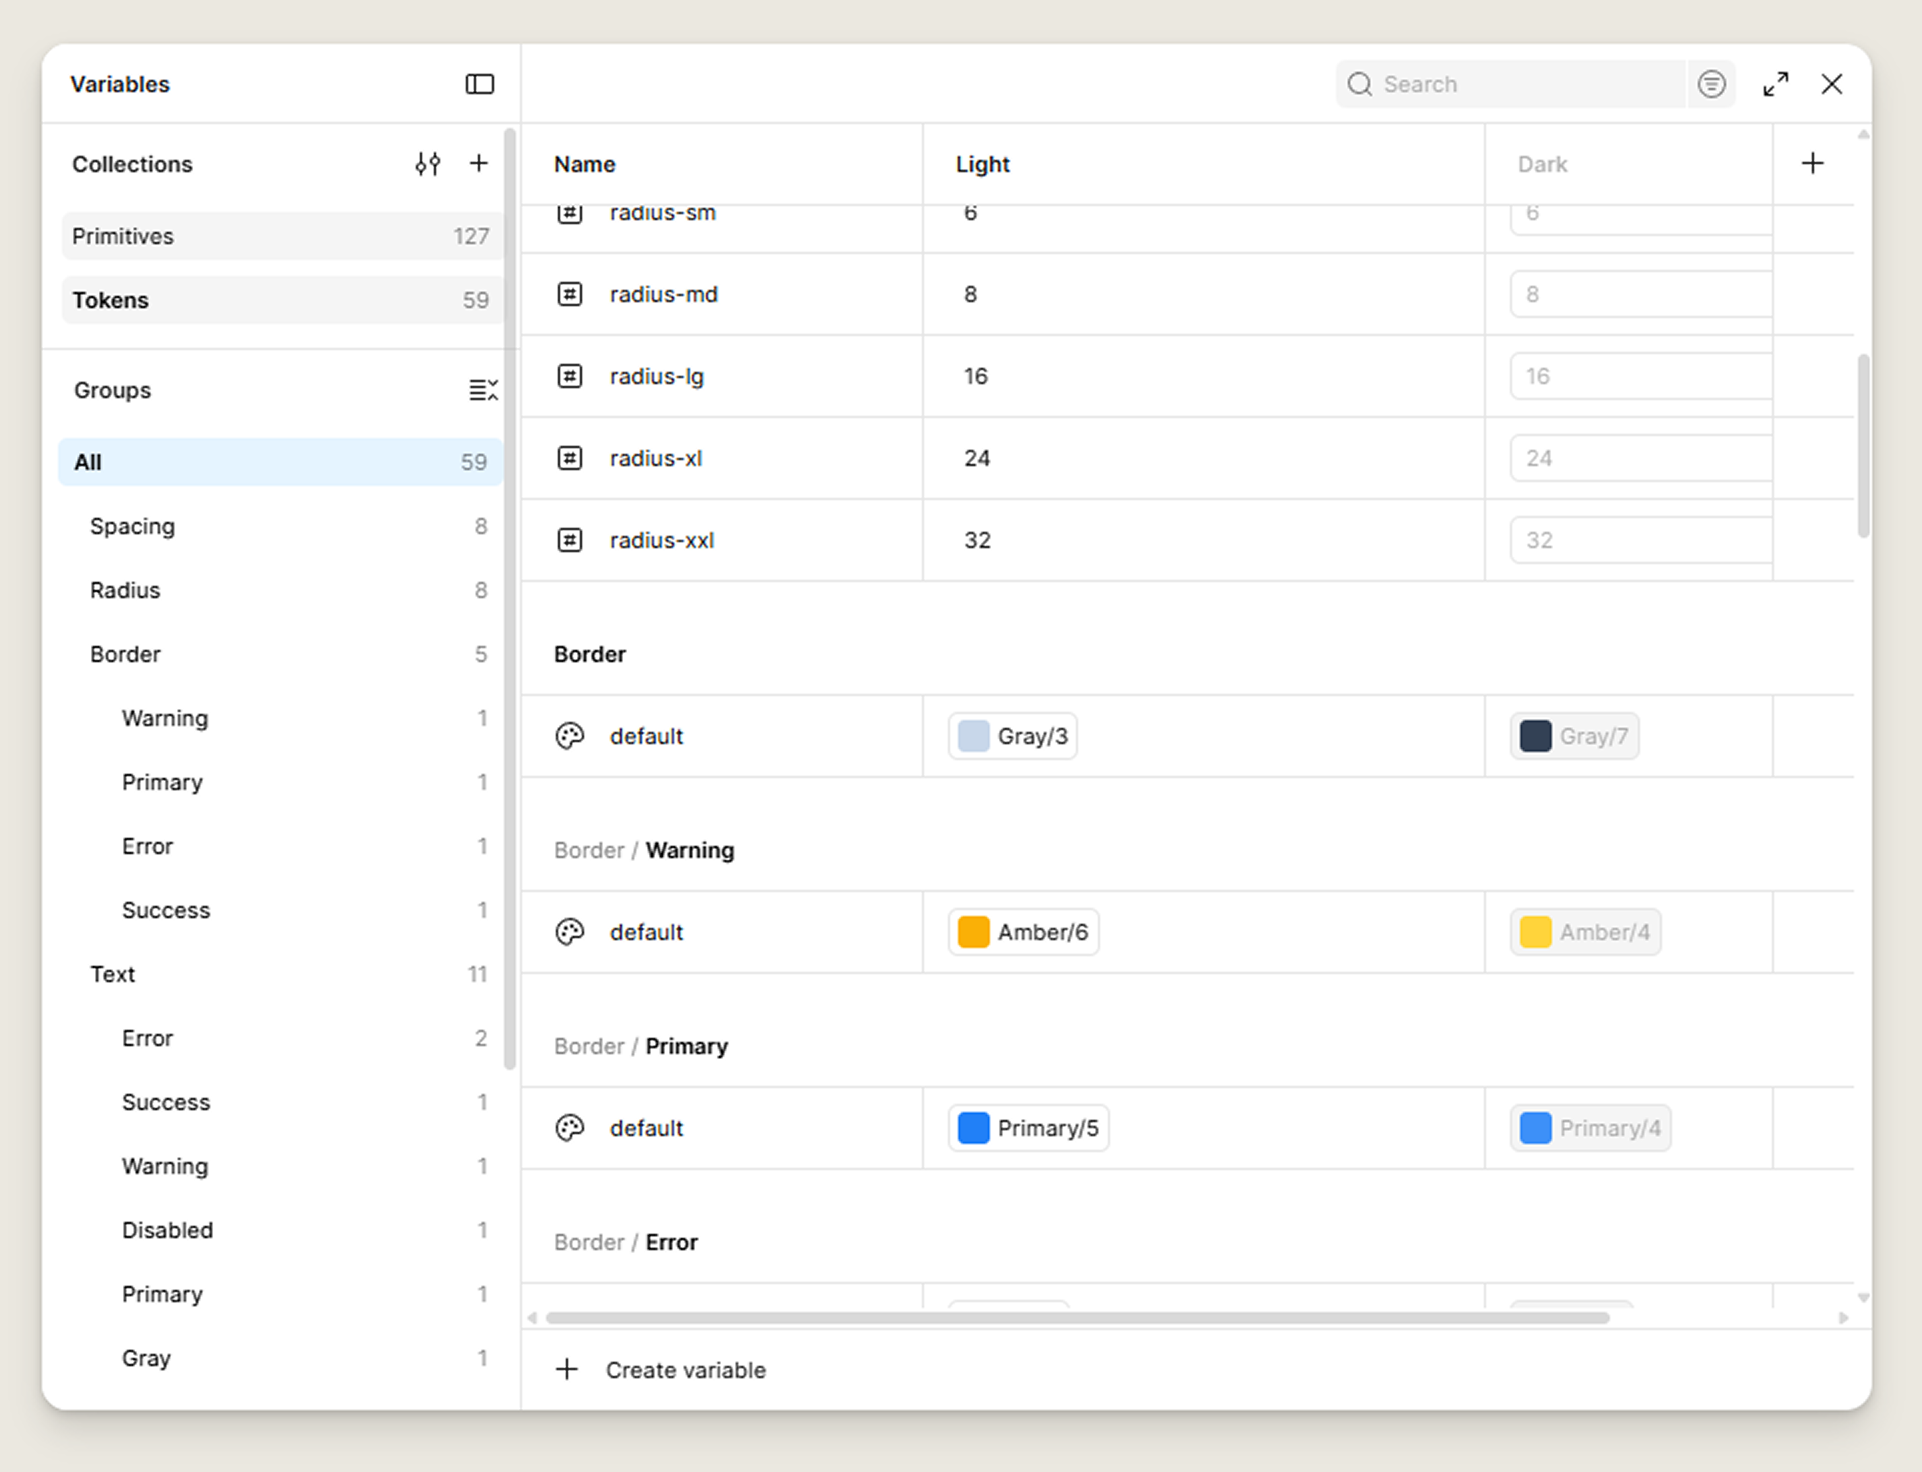 Variables
Search
Collections
Primitives 127
Tokens 59
Groups
All 59
Spacing 8
Radius 8
Border 5
Warning 1
Primary 1
Error 1
Success 1
Text 11
Error 2
Success 1
Warning 1
Disabled 1
Primary 1
Gray 1
Name Light Dark
radius-sm 6 6
radius-md 8 8
radius-lg 16 16
radius-xl 24 24
radius-xxl 32 32
Border
default Gray/3 Gray/7
Border / Warning
default Amber/6 Amber/4
Border / Primary
default Primary/5 Primary/4
Border / Error
Create variable